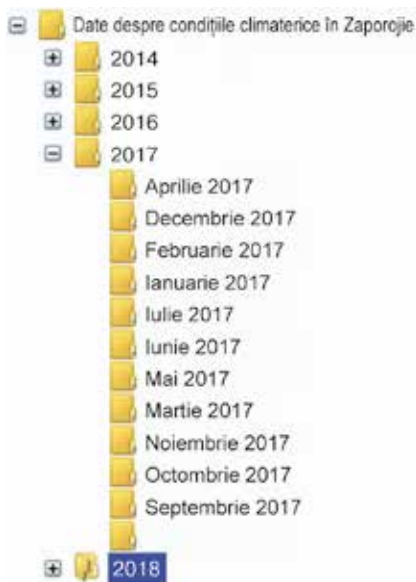 Date despre condițiile climaterice în Zaporojie
2014
2015
2016
2017
Aprilie 2017
Decembrie 2017
Februarie 2017
Ianuarie 2017
Iulie 2017
Iunie 2017
Mai 2017
Martie 2017
Noiembrie 2017
Octombrie 2017
Septembrie 2017
2018